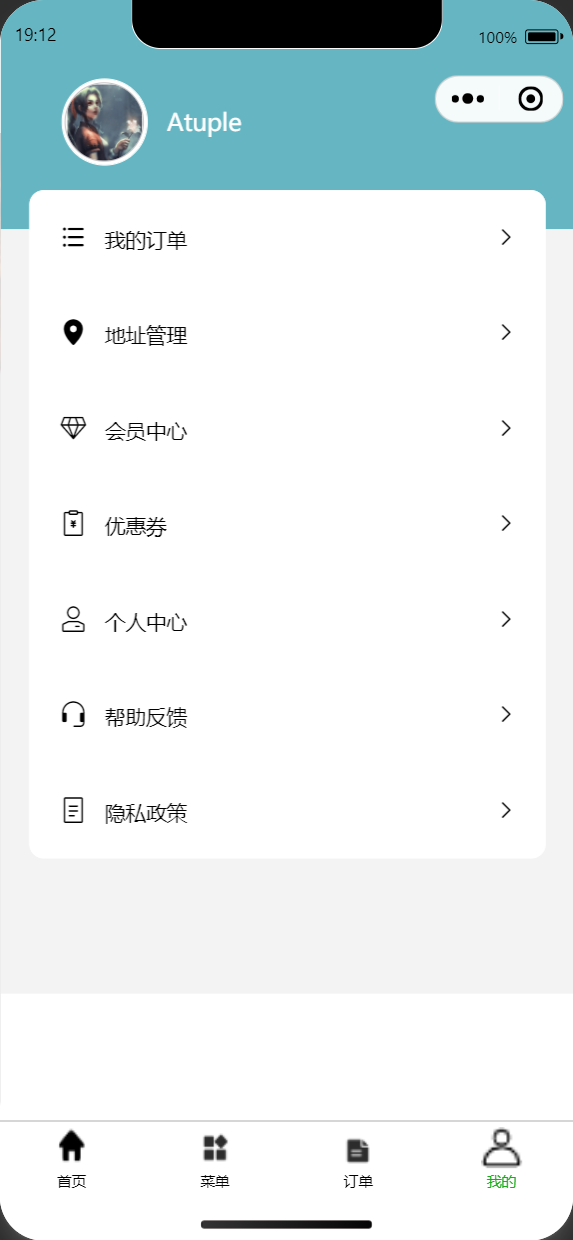 19:12
100%
Atuple
我的订单
地址管理
会员中心
优惠券
个人中心
帮助反馈
隐私政策
首页
菜单
订单
我的